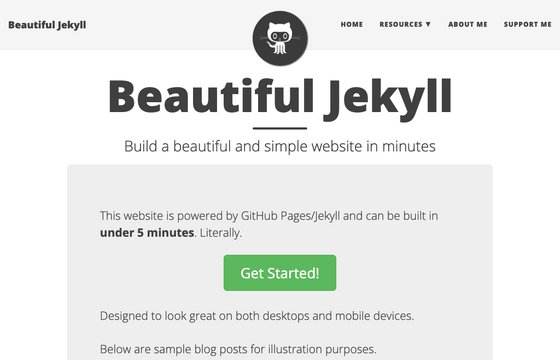 Beautiful Jekyll
HOME RESOURCES ▼ ABOUT ME SUPPORT ME
Beautiful Jekyll
Build a beautiful and simple website in minutes
This website is powered by GitHub Pages/Jekyll and can be built in
under 5 minutes. Literally.
Get Started!
Designed to look great on both desktops and mobile devices.
Below are sample blog posts for illustration purposes.